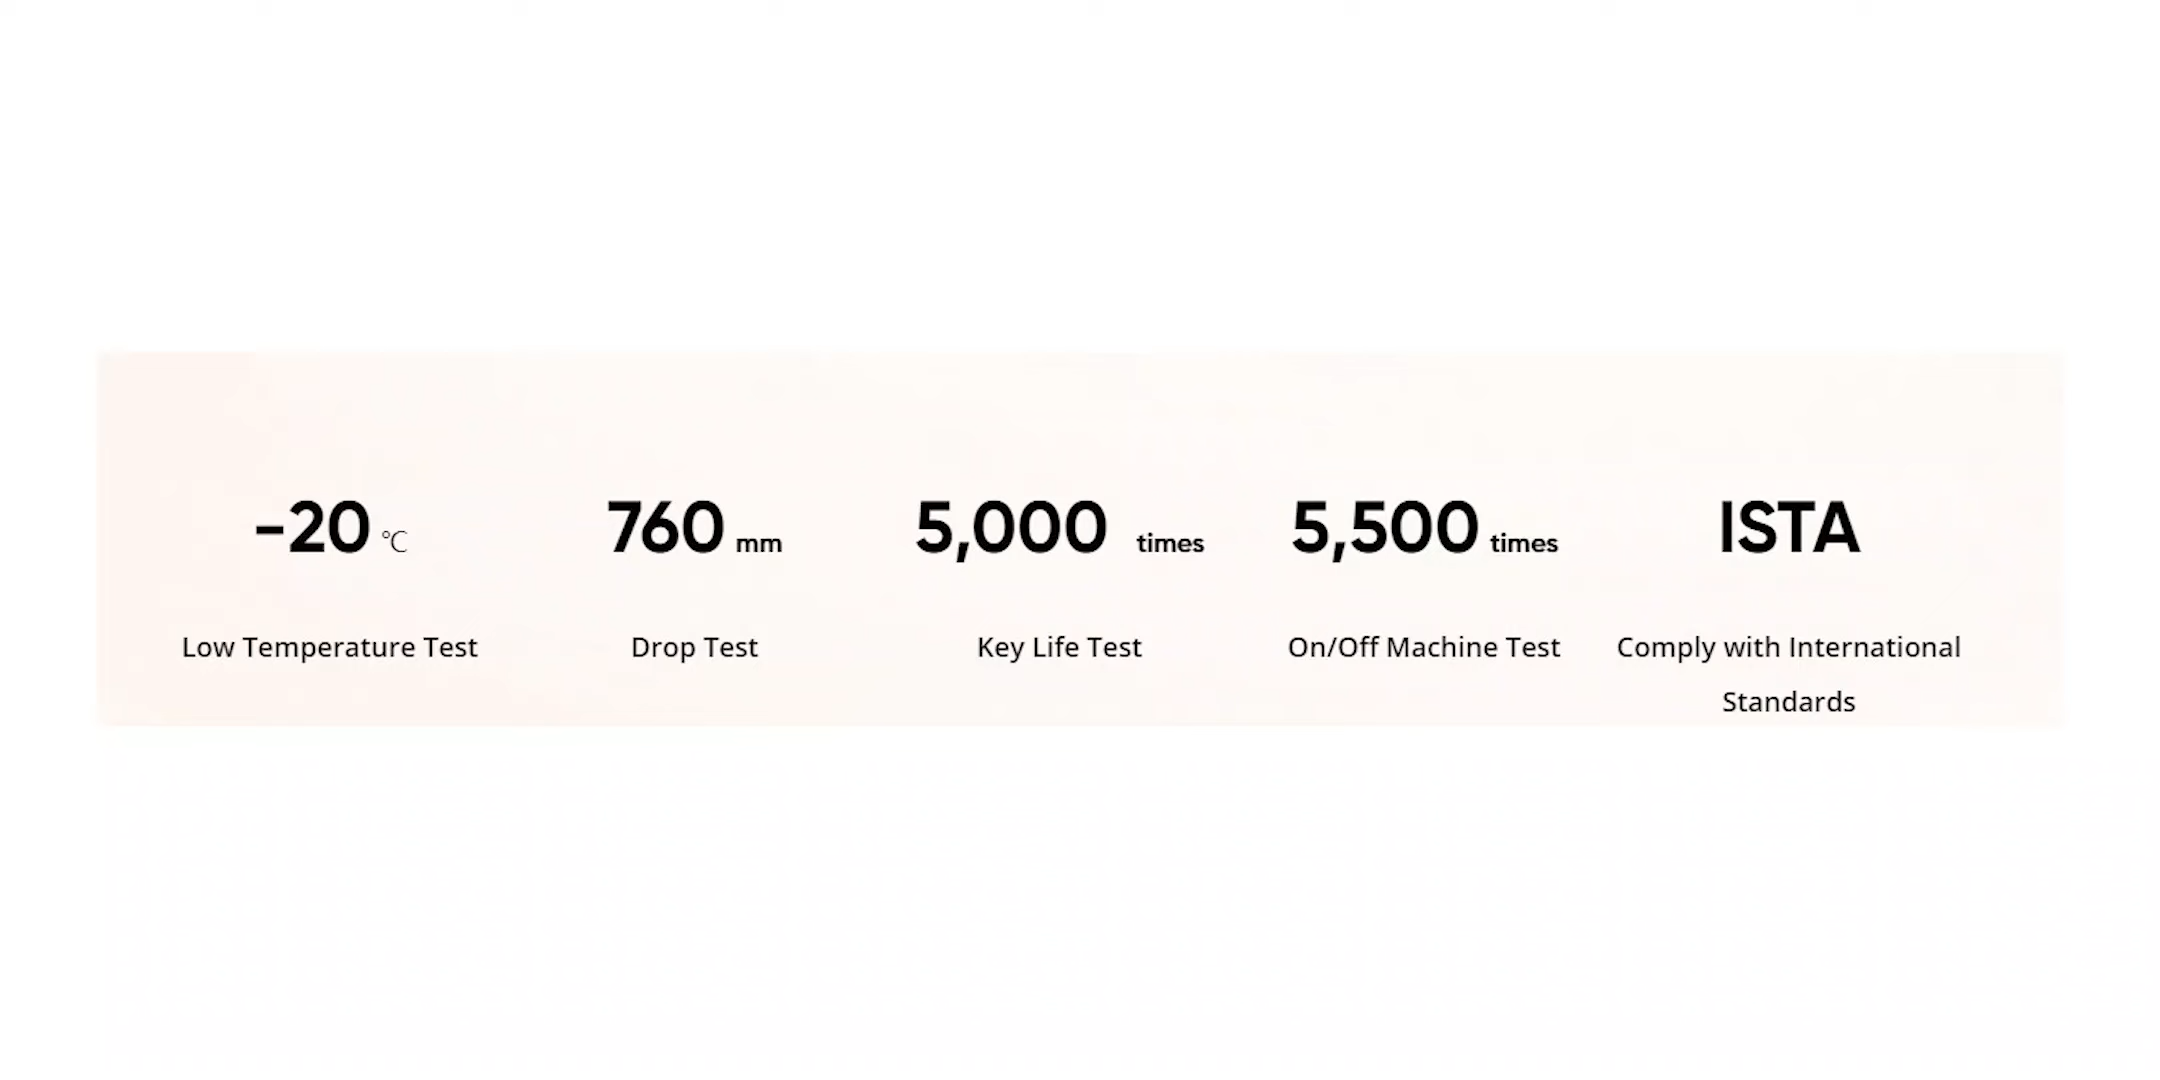 -20 ℃
760 mm
5,000 times
5,500 times
ISTA
Low Temperature Test
Drop Test
Key Life Test
On/Off Machine Test
Comply with International
Standards